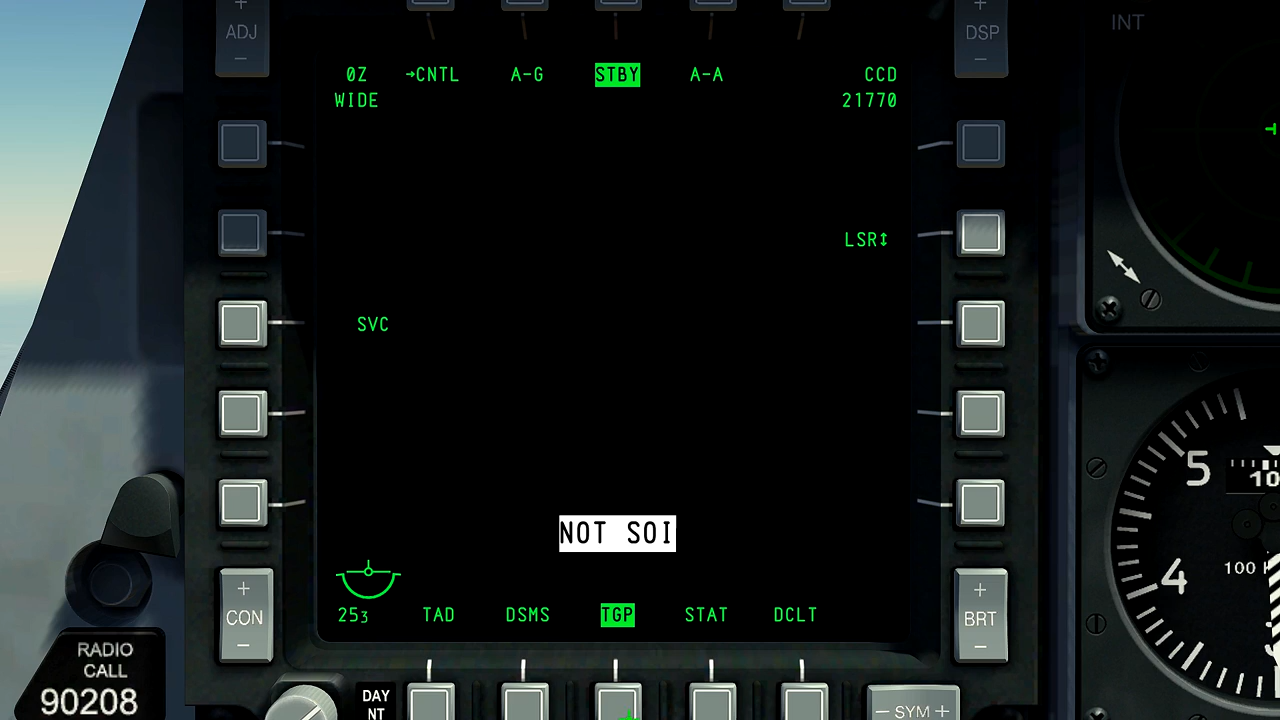 +
ADJ
−
+
DSP
−
INT
0Z →CNTL A-G STBY A-A CCD
WIDE 21770
LSR↕
SVC
NOT SOI
253 TAD DSMS TGP STAT DCLT
+
CON
−
+
BRT
−
RADIO
CALL
90208
DAY
NT
− SYM +
5
10
4
100